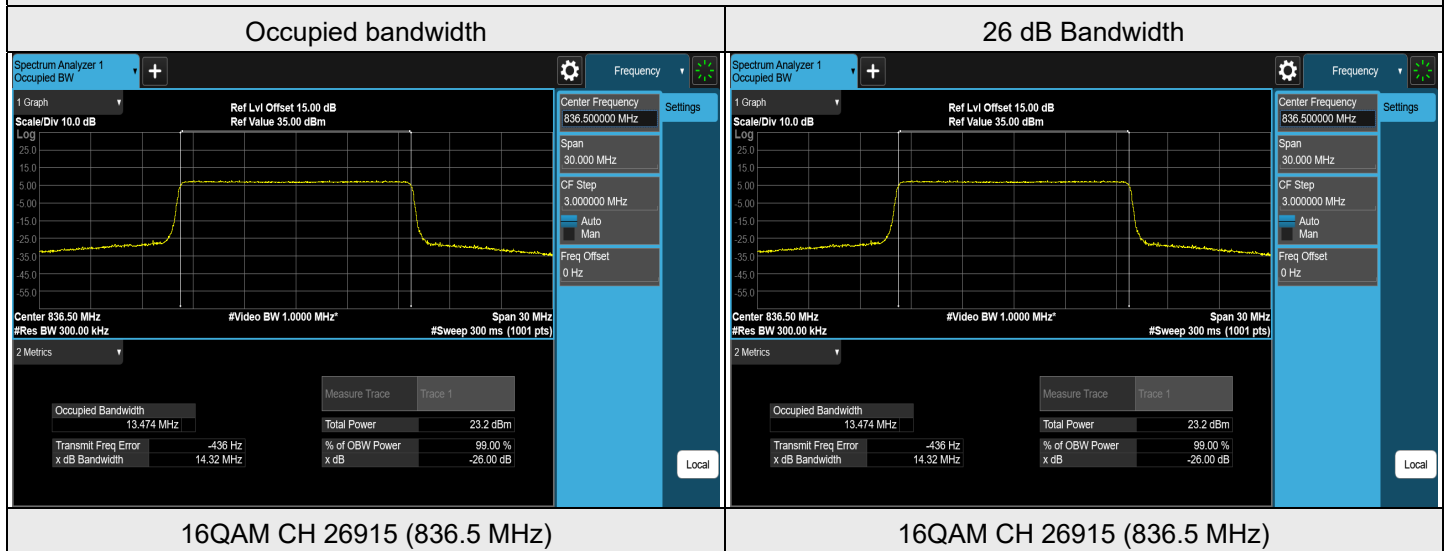 Occupied bandwidth
26 dB Bandwidth
Spectrum Analyzer 1
Occupied BW
+
Frequency
1 Graph
Scale/Div 10.0 dB
Ref Lvl Offset 15.00 dB
Ref Value 35.00 dBm
Log
25.0
15.0
5.00
-5.00
-15.0
-25.0
-35.0
-45.0
-55.0
Center 836.50 MHz
#Video BW 1.0000 MHz*
Span 30 MHz
#Res BW 300.00 kHz
#Sweep 300 ms (1001 pts)
Center Frequency
836.500000 MHz
Settings
Span
30.000 MHz
CF Step
3.000000 MHz
Auto
Man
Freq Offset
0 Hz
2 Metrics
Measure Trace
Trace 1
Occupied Bandwidth
13.474 MHz
Total Power
23.2 dBm
Transmit Freq Error
-436 Hz
% of OBW Power
99.00 %
x dB Bandwidth
14.32 MHz
x dB
-26.00 dB
Local
Spectrum Analyzer 1
Occupied BW
+
Frequency
1 Graph
Scale/Div 10.0 dB
Ref Lvl Offset 15.00 dB
Ref Value 35.00 dBm
Log
25.0
15.0
5.00
-5.00
-15.0
-25.0
-35.0
-45.0
-55.0
Center 836.50 MHz
#Video BW 1.0000 MHz*
Span 30 MHz
#Res BW 300.00 kHz
#Sweep 300 ms (1001 pts)
Center Frequency
836.500000 MHz
Settings
Span
30.000 MHz
CF Step
3.000000 MHz
Auto
Man
Freq Offset
0 Hz
2 Metrics
Measure Trace
Trace 1
Occupied Bandwidth
13.474 MHz
Total Power
23.2 dBm
Transmit Freq Error
-436 Hz
% of OBW Power
99.00 %
x dB Bandwidth
14.32 MHz
x dB
-26.00 dB
Local
16QAM CH 26915 (836.5 MHz)
16QAM CH 26915 (836.5 MHz)